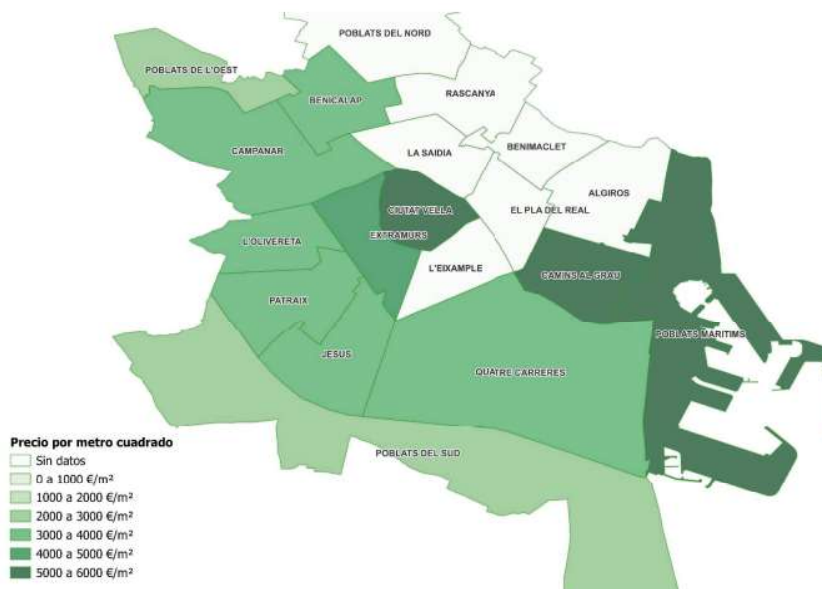 POBLATS DEL NORD
POBLATS DE L'OEST
RASCANYA
BENICALAP
BENIMACLET
CAMPANAR
LA SAIDIA
ALGIROS
CIUTAT VELLA
EL PLA DEL REAL
EXTRAMURS
L'OLIVERETA
L'EIXAMPLE
CAMINS AL GRAU
PATRAIX
POBLATS MARITIMS
JESUS
QUATRE CARRERES
POBLATS DEL SUD
Precio por metro cuadrado
Sin datos
0 a 1000 €/m²
1000 a 2000 €/m²
2000 a 3000 €/m²
3000 a 4000 €/m²
4000 a 5000 €/m²
5000 a 6000 €/m²